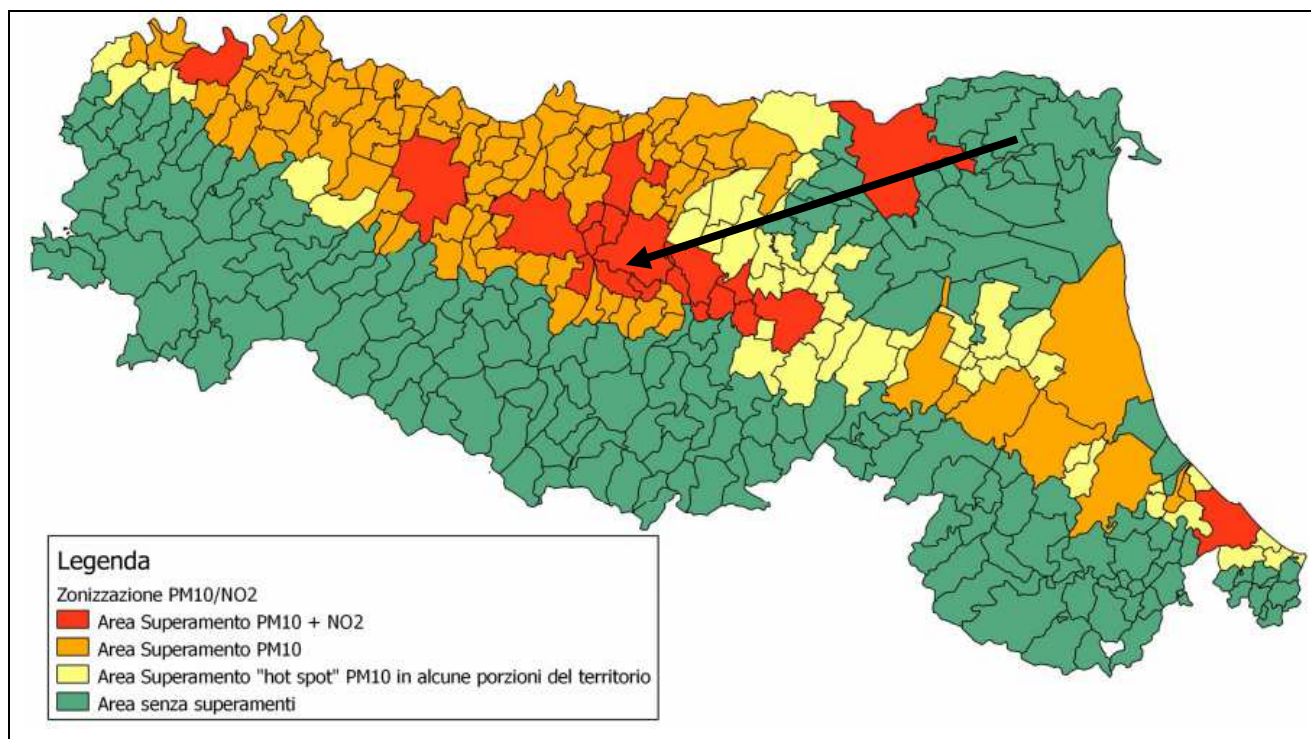 Legenda
Zonizzazione PM10/NO2
Area Superamento PM10 + NO2
Area Superamento PM10
Area Superamento "hot spot" PM10 in alcune porzioni del territorio
Area senza superamenti